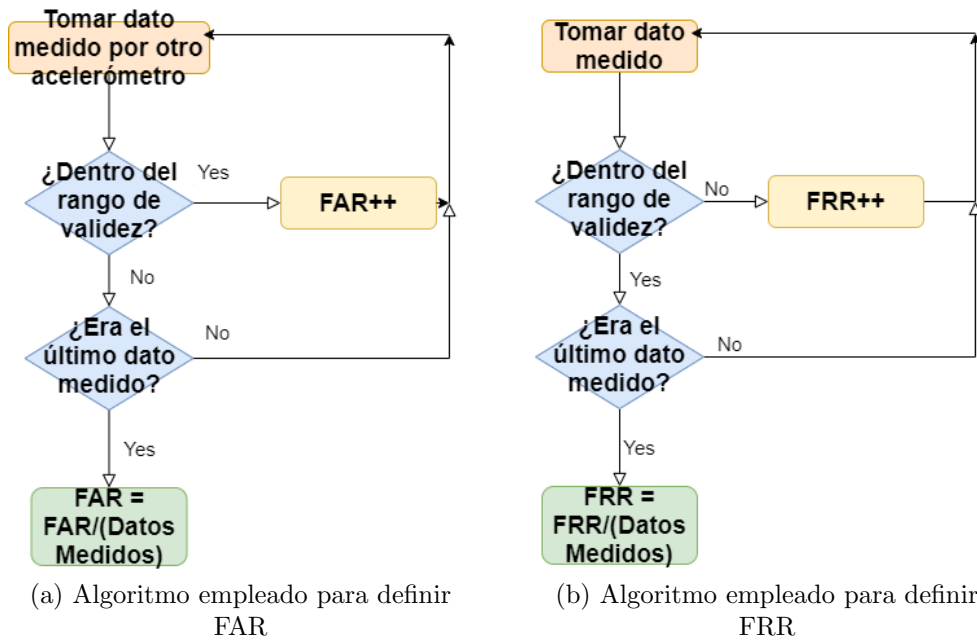 Tomar dato
medido por otro
acelerómetro
¿Dentro del
rango de
validez?
Yes
FAR++
No
¿Era el
último dato
medido?
No
Yes
FAR =
FAR/(Datos
Medidos)
(a) Algoritmo empleado para definir
FAR
Tomar dato
medido
¿Dentro del
rango de
validez?
No
FRR++
Yes
¿Era el
último dato
medido?
No
Yes
FRR =
FRR/(Datos
Medidos)
(b) Algoritmo empleado para definir
FRR